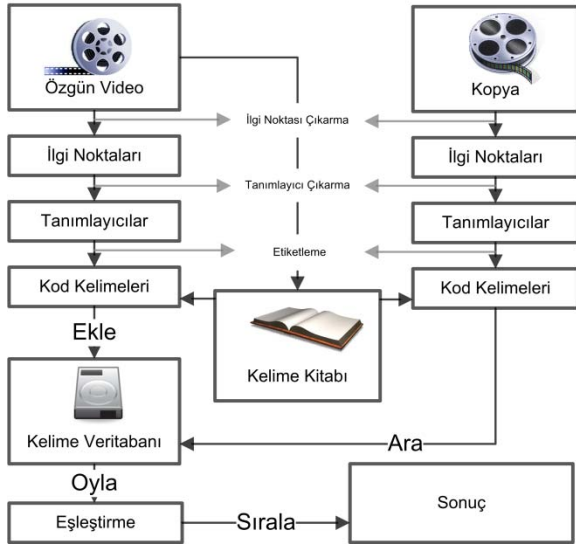 Özgün Video
Kopya
İlgi Noktası Çıkarma
İlgi Noktaları
İlgi Noktaları
Tanımlayıcı Çıkarma
Tanımlayıcılar
Tanımlayıcılar
Etiketleme
Kod Kelimeleri
Kod Kelimeleri
Ekle
Kelime Kitabı
Kelime Veritabanı
Ara
Oyla
Eşleştirme
Sırala
Sonuç